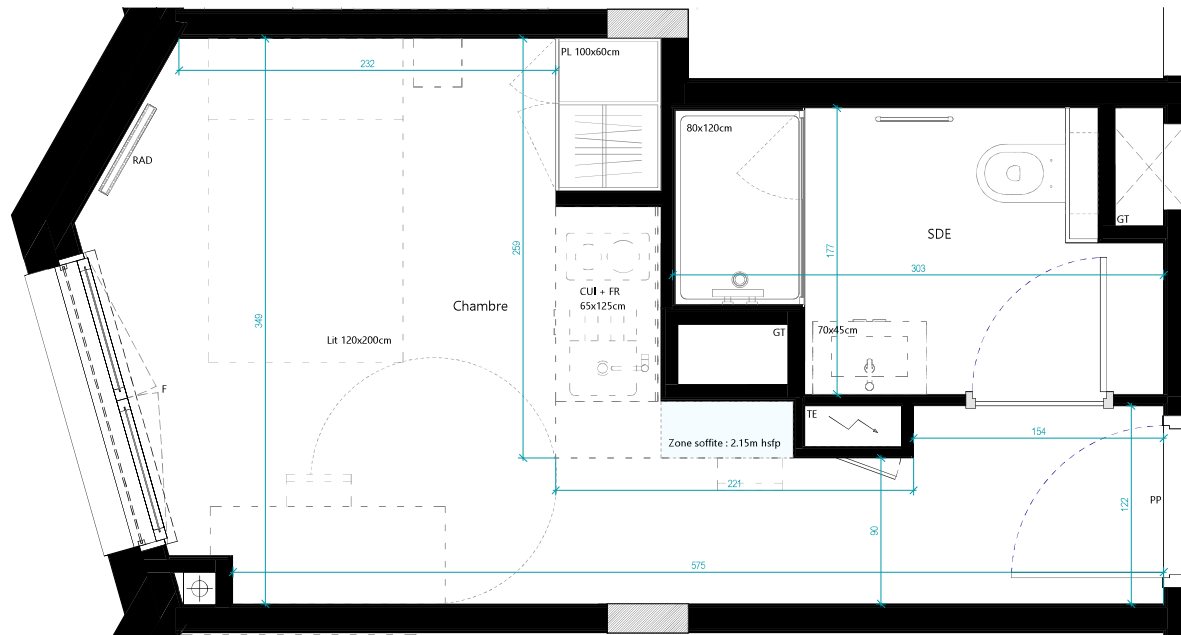 PL 100x60cm
232
80x120cm
RAD
GT
SDE
177
259
303
CUI + FR
65x125cm
Chambre
349
GT
70x45cm
Lit 120x200cm
F
TE
Zone soffite : 2.15m hsfp
154
221
122
PP
90
575